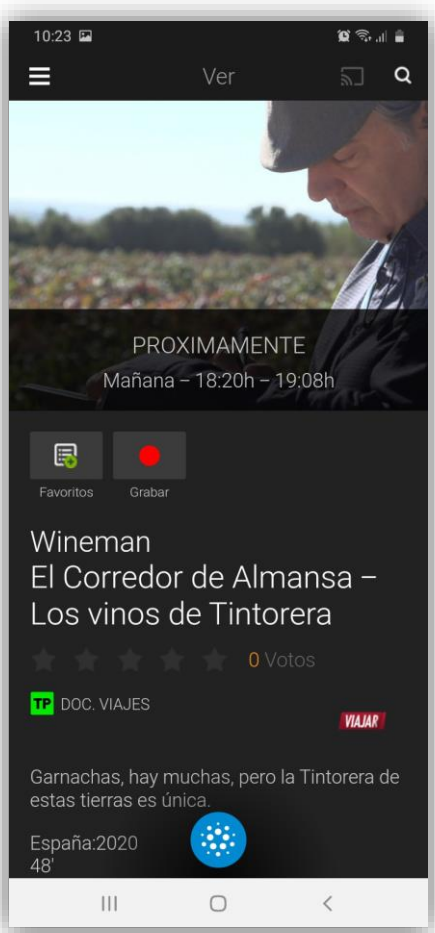 10:23
Ver
PROXIMAMENTE
Mañana – 18:20h – 19:08h
Favoritos Grabar
Wineman
El Corredor de Almansa –
Los vinos de Tintorera
0 Votos
TP DOC. VIAJES
VIAJAR
Garnachas, hay muchas, pero la Tintorera de
estas tierras es única.
España:2020
48'